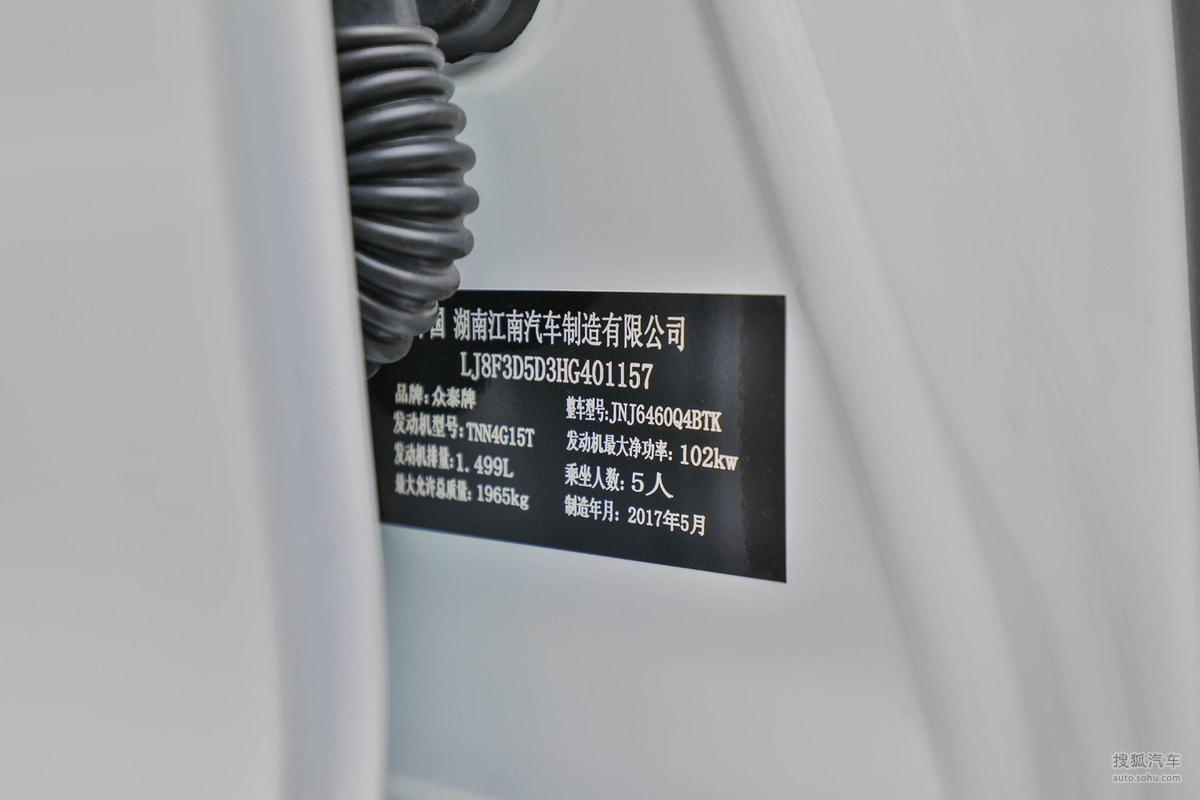 中国 湖南江南汽车制造有限公司
LJ8F3D5D3HG401157
品牌:众泰牌 整车型号:JNJ6460Q4BTK
发动机型号:TNN4G15T 发动机最大净功率: 102kw
发动机排量:1.499L 乘坐人数: 5人
最大允许总质量: 1965kg 制造年月: 2017年5月
搜狐汽车
auto.sohu.com